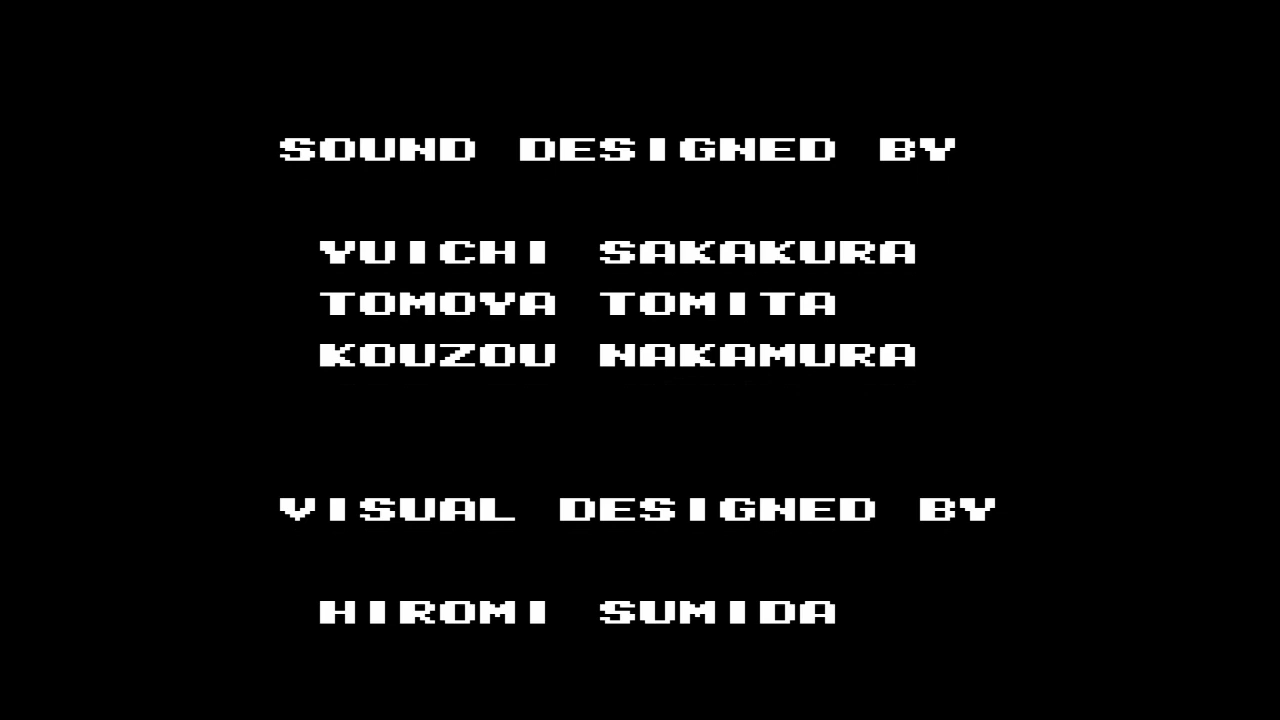 SOUND DESIGNED BY
YUICHI SAKAKURA
TOMOYA TOMITA
KOUZOU NAKAMURA
VISUAL DESIGNED BY
HIROMI SUMIDA